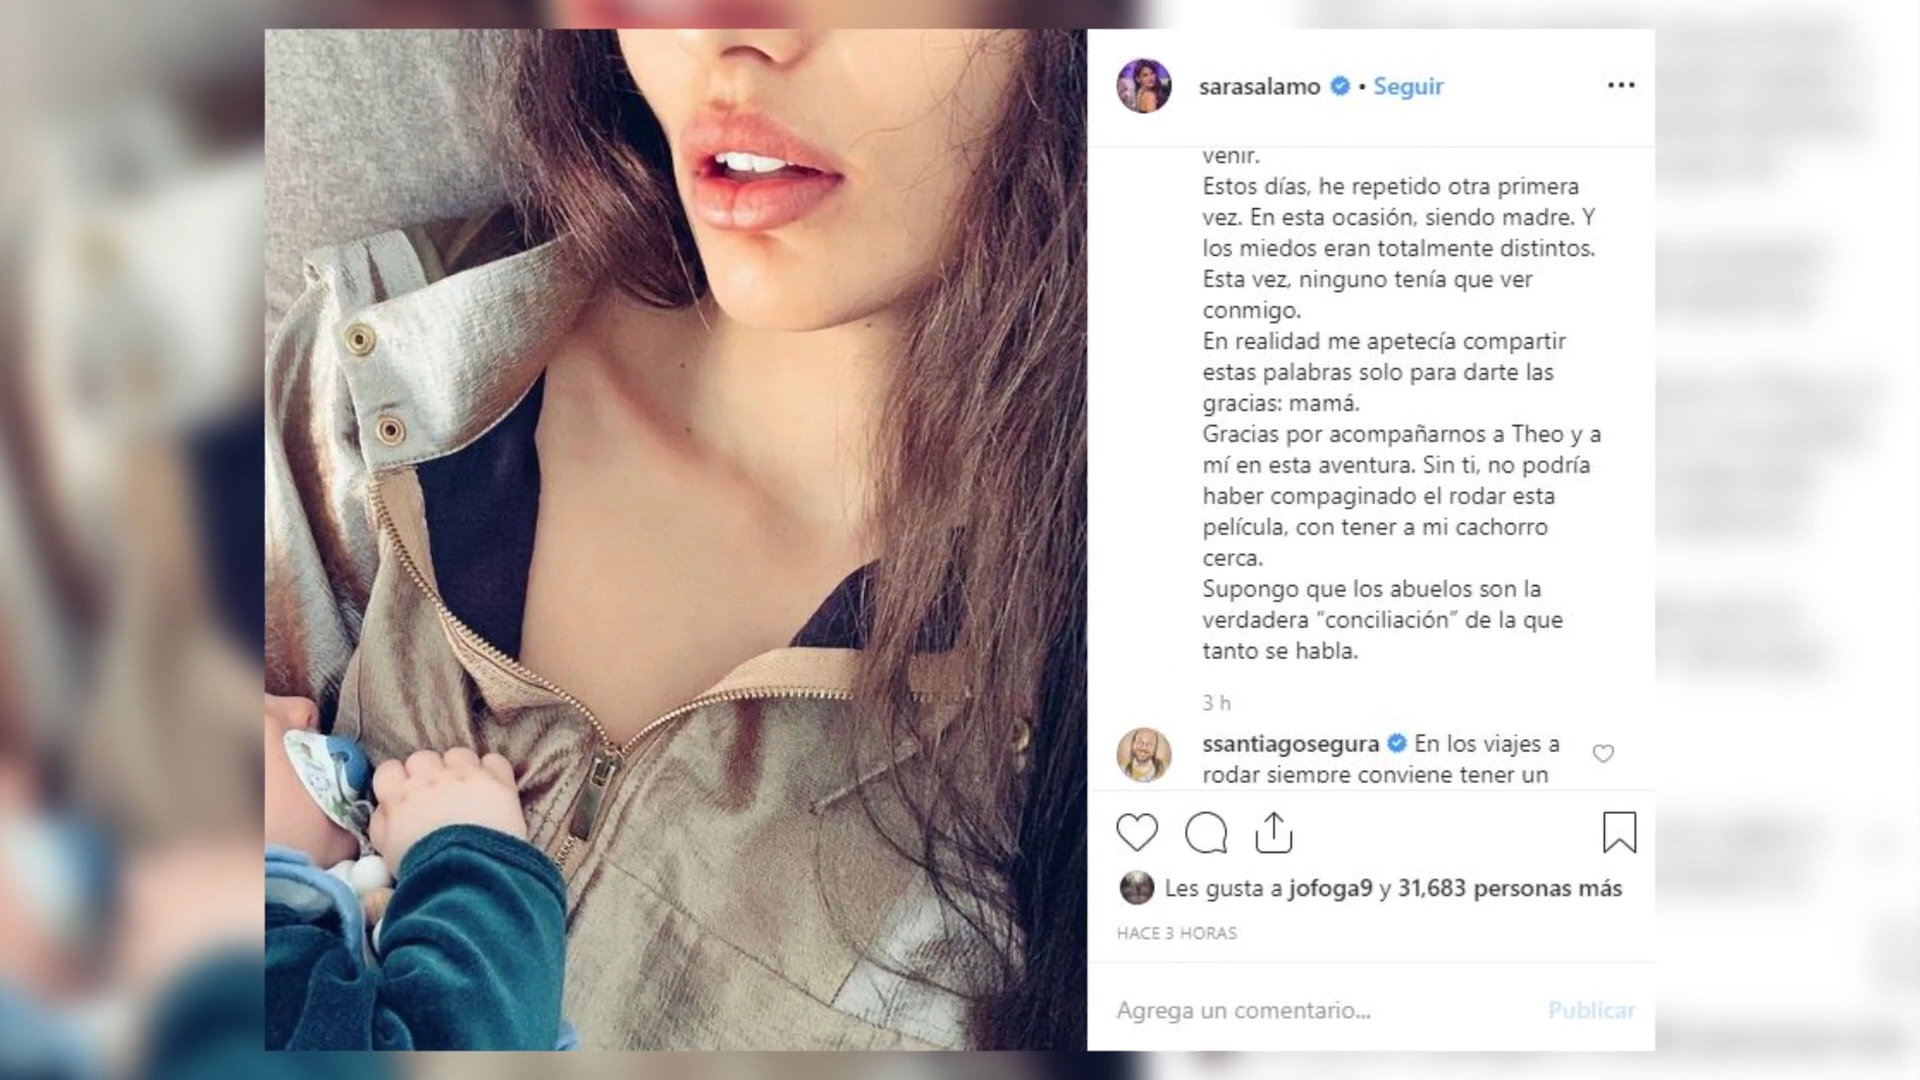 sarasalamo • Seguir
venir.
Estos días, he repetido otra primera
vez. En esta ocasión, siendo madre. Y
los miedos eran totalmente distintos.
Esta vez, ninguno tenía que ver
conmigo.
En realidad me apetecía compartir
estas palabras solo para darte las
gracias: mamá.
Gracias por acompañarnos a Theo y a
mí en esta aventura. Sin ti, no podría
haber compaginado el rodar esta
película, con tener a mi cachorro
cerca.
Supongo que los abuelos son la
verdadera “conciliación” de la que
tanto se habla.
3 h
ssantiagosegura En los viajes a
rodar siempre conviene tener un
Les gusta a jofoga9 y 31,683 personas más
HACE 3 HORAS
Agrega un comentario... Publicar